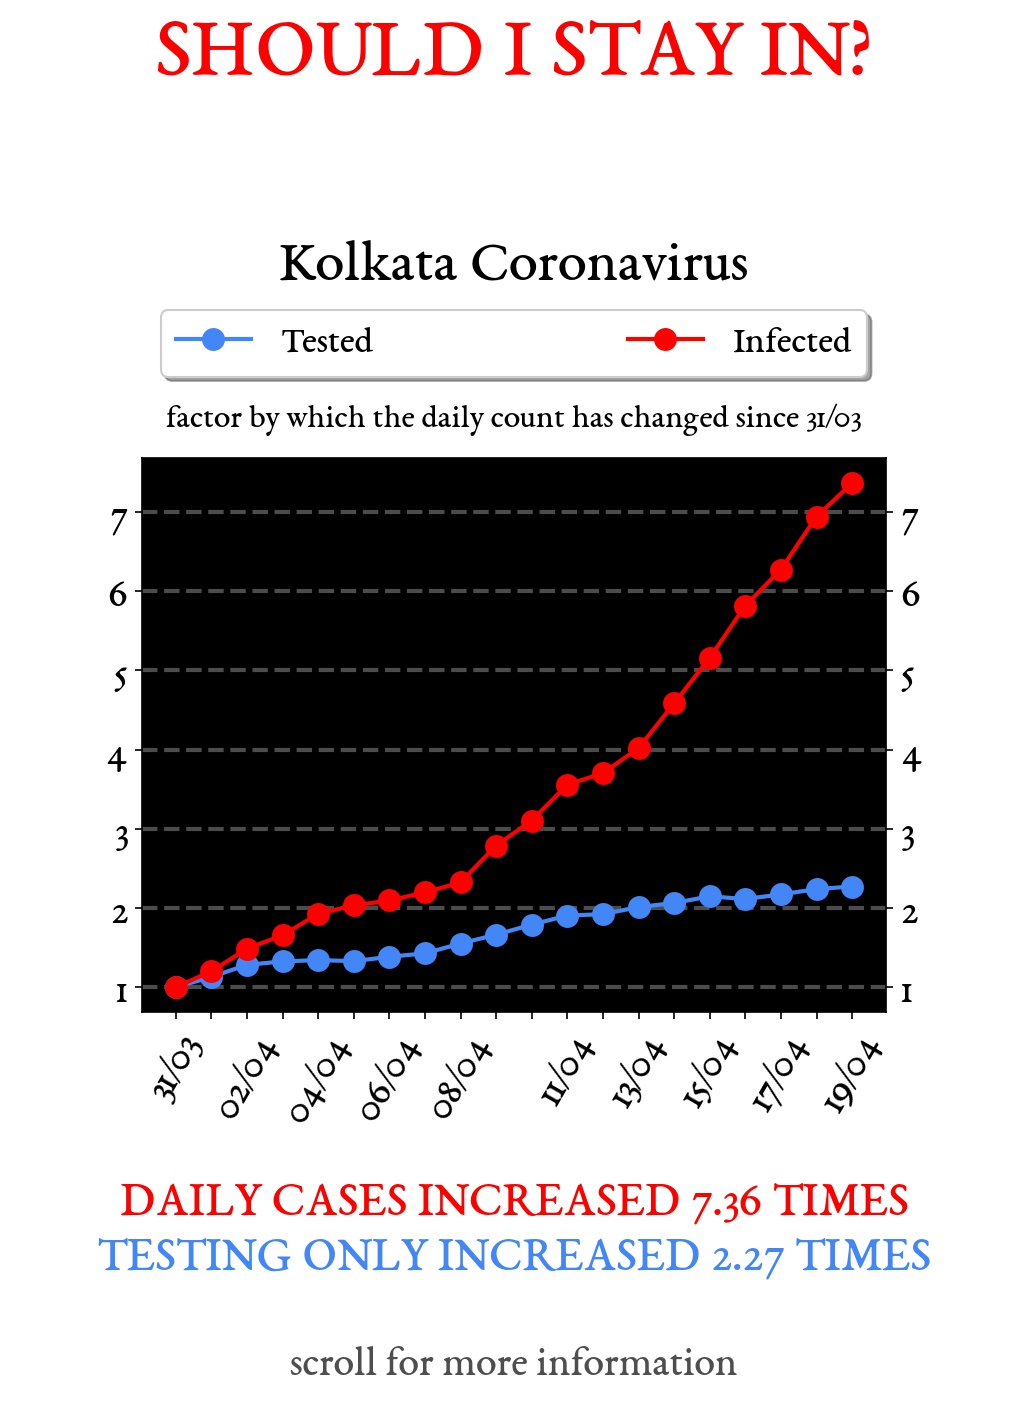 SHOULD I STAY IN?
Kolkata Coronavirus
Tested Infected
factor by which the daily count has changed since 31/03
7 7
6 6
5 5
4 4
3 3
2 2
1 1
31/03 02/04 04/04 06/04 08/04 11/04 13/04 15/04 17/04 19/04
DAILY CASES INCREASED 7.36 TIMES
TESTING ONLY INCREASED 2.27 TIMES
scroll for more information